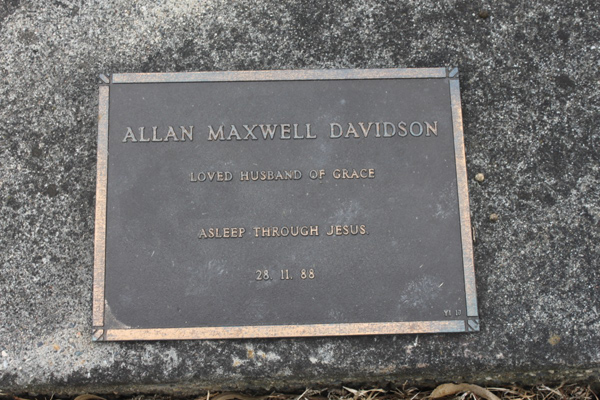 ALLAN MAXWELL DAVIDSON
LOVED HUSBAND OF GRACE
ASLEEP THROUGH JESUS.
28. 11. 88